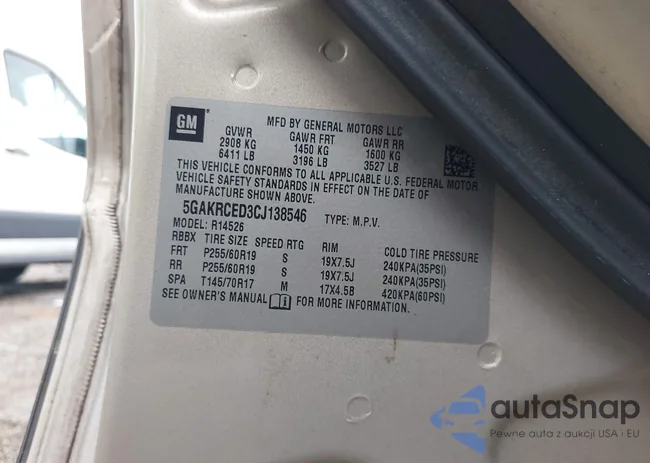 GM
MFD BY GENERAL MOTORS LLC
GVWR GAWR FRT GAWR RR
2908 KG 1450 KG 1600 KG
6411 LB 3196 LB 3527 LB
THIS VEHICLE CONFORMS TO ALL APPLICABLE U.S. FEDERAL MOTOR
VEHICLE SAFETY STANDARDS IN EFFECT ON THE DATE OF
MANUFACTURE SHOWN ABOVE.
5GAKRCED3CJ138546 TYPE: M.P.V.
MODEL: R14526
RBBX TIRE SIZE SPEED RTG RIM COLD TIRE PRESSURE
FRT P255/60R19 S 19X7.5J 240KPA(35PSI)
RR P255/60R19 S 19X7.5J 240KPA(35PSI)
SPA T145/70R17 M 17X4.5B 420KPA(60PSI)
SEE OWNER'S MANUAL i FOR MORE INFORMATION.
autaSnap
Pewne auta z aukcji USA i EU